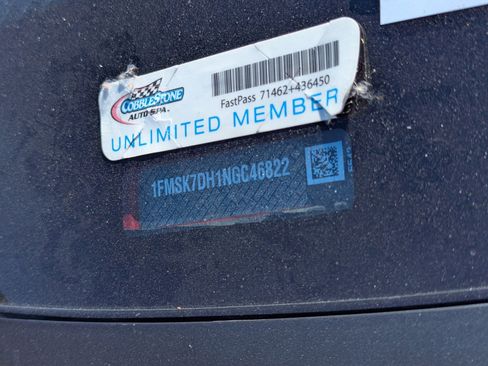 COBBLESTONE
AUTO SPA
FastPass 71462+436450
UNLIMITED MEMBER
1FMSK7DH1NGC46822